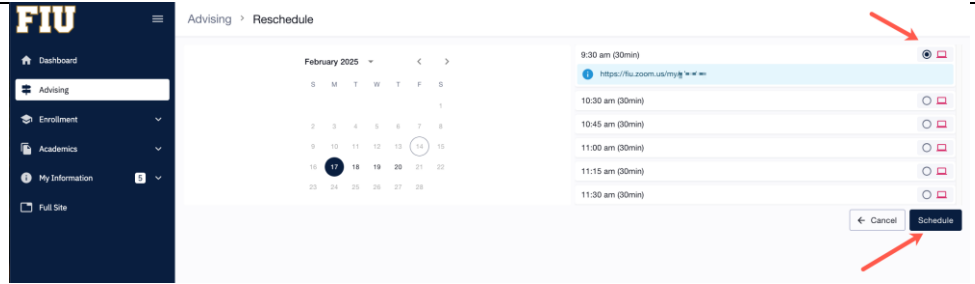 FIU
Advising > Reschedule
Dashboard
Advising
Enrollment
Academics
My Information 5
Full Site
February 2025
S M T W T F S
1
2 3 4 5 6 7 8
9 10 11 12 13 14 15
16 17 18 19 20 21 22
23 24 25 26 27 28
9:30 am (30min)
https://fiu.zoom.us/my/
10:30 am (30min)
10:45 am (30min)
11:00 am (30min)
11:15 am (30min)
11:30 am (30min)
← Cancel
Schedule